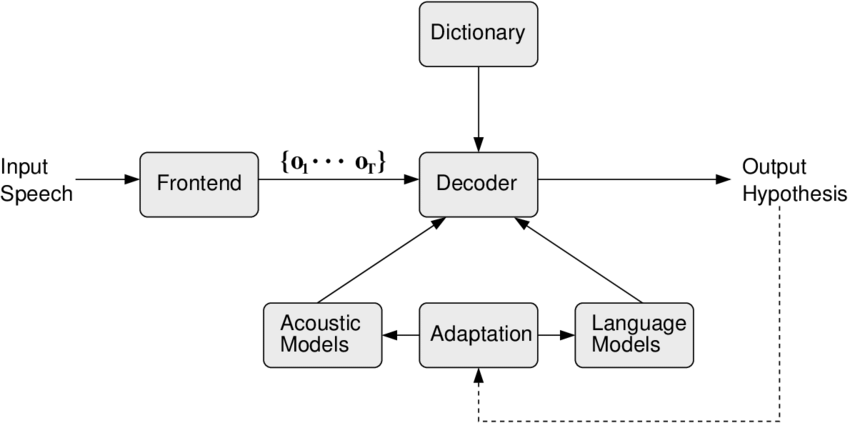 Dictionary
Input
Speech
Frontend
{o1 · · · oT}
Decoder
Output
Hypothesis
Acoustic
Models
Adaptation
Language
Models